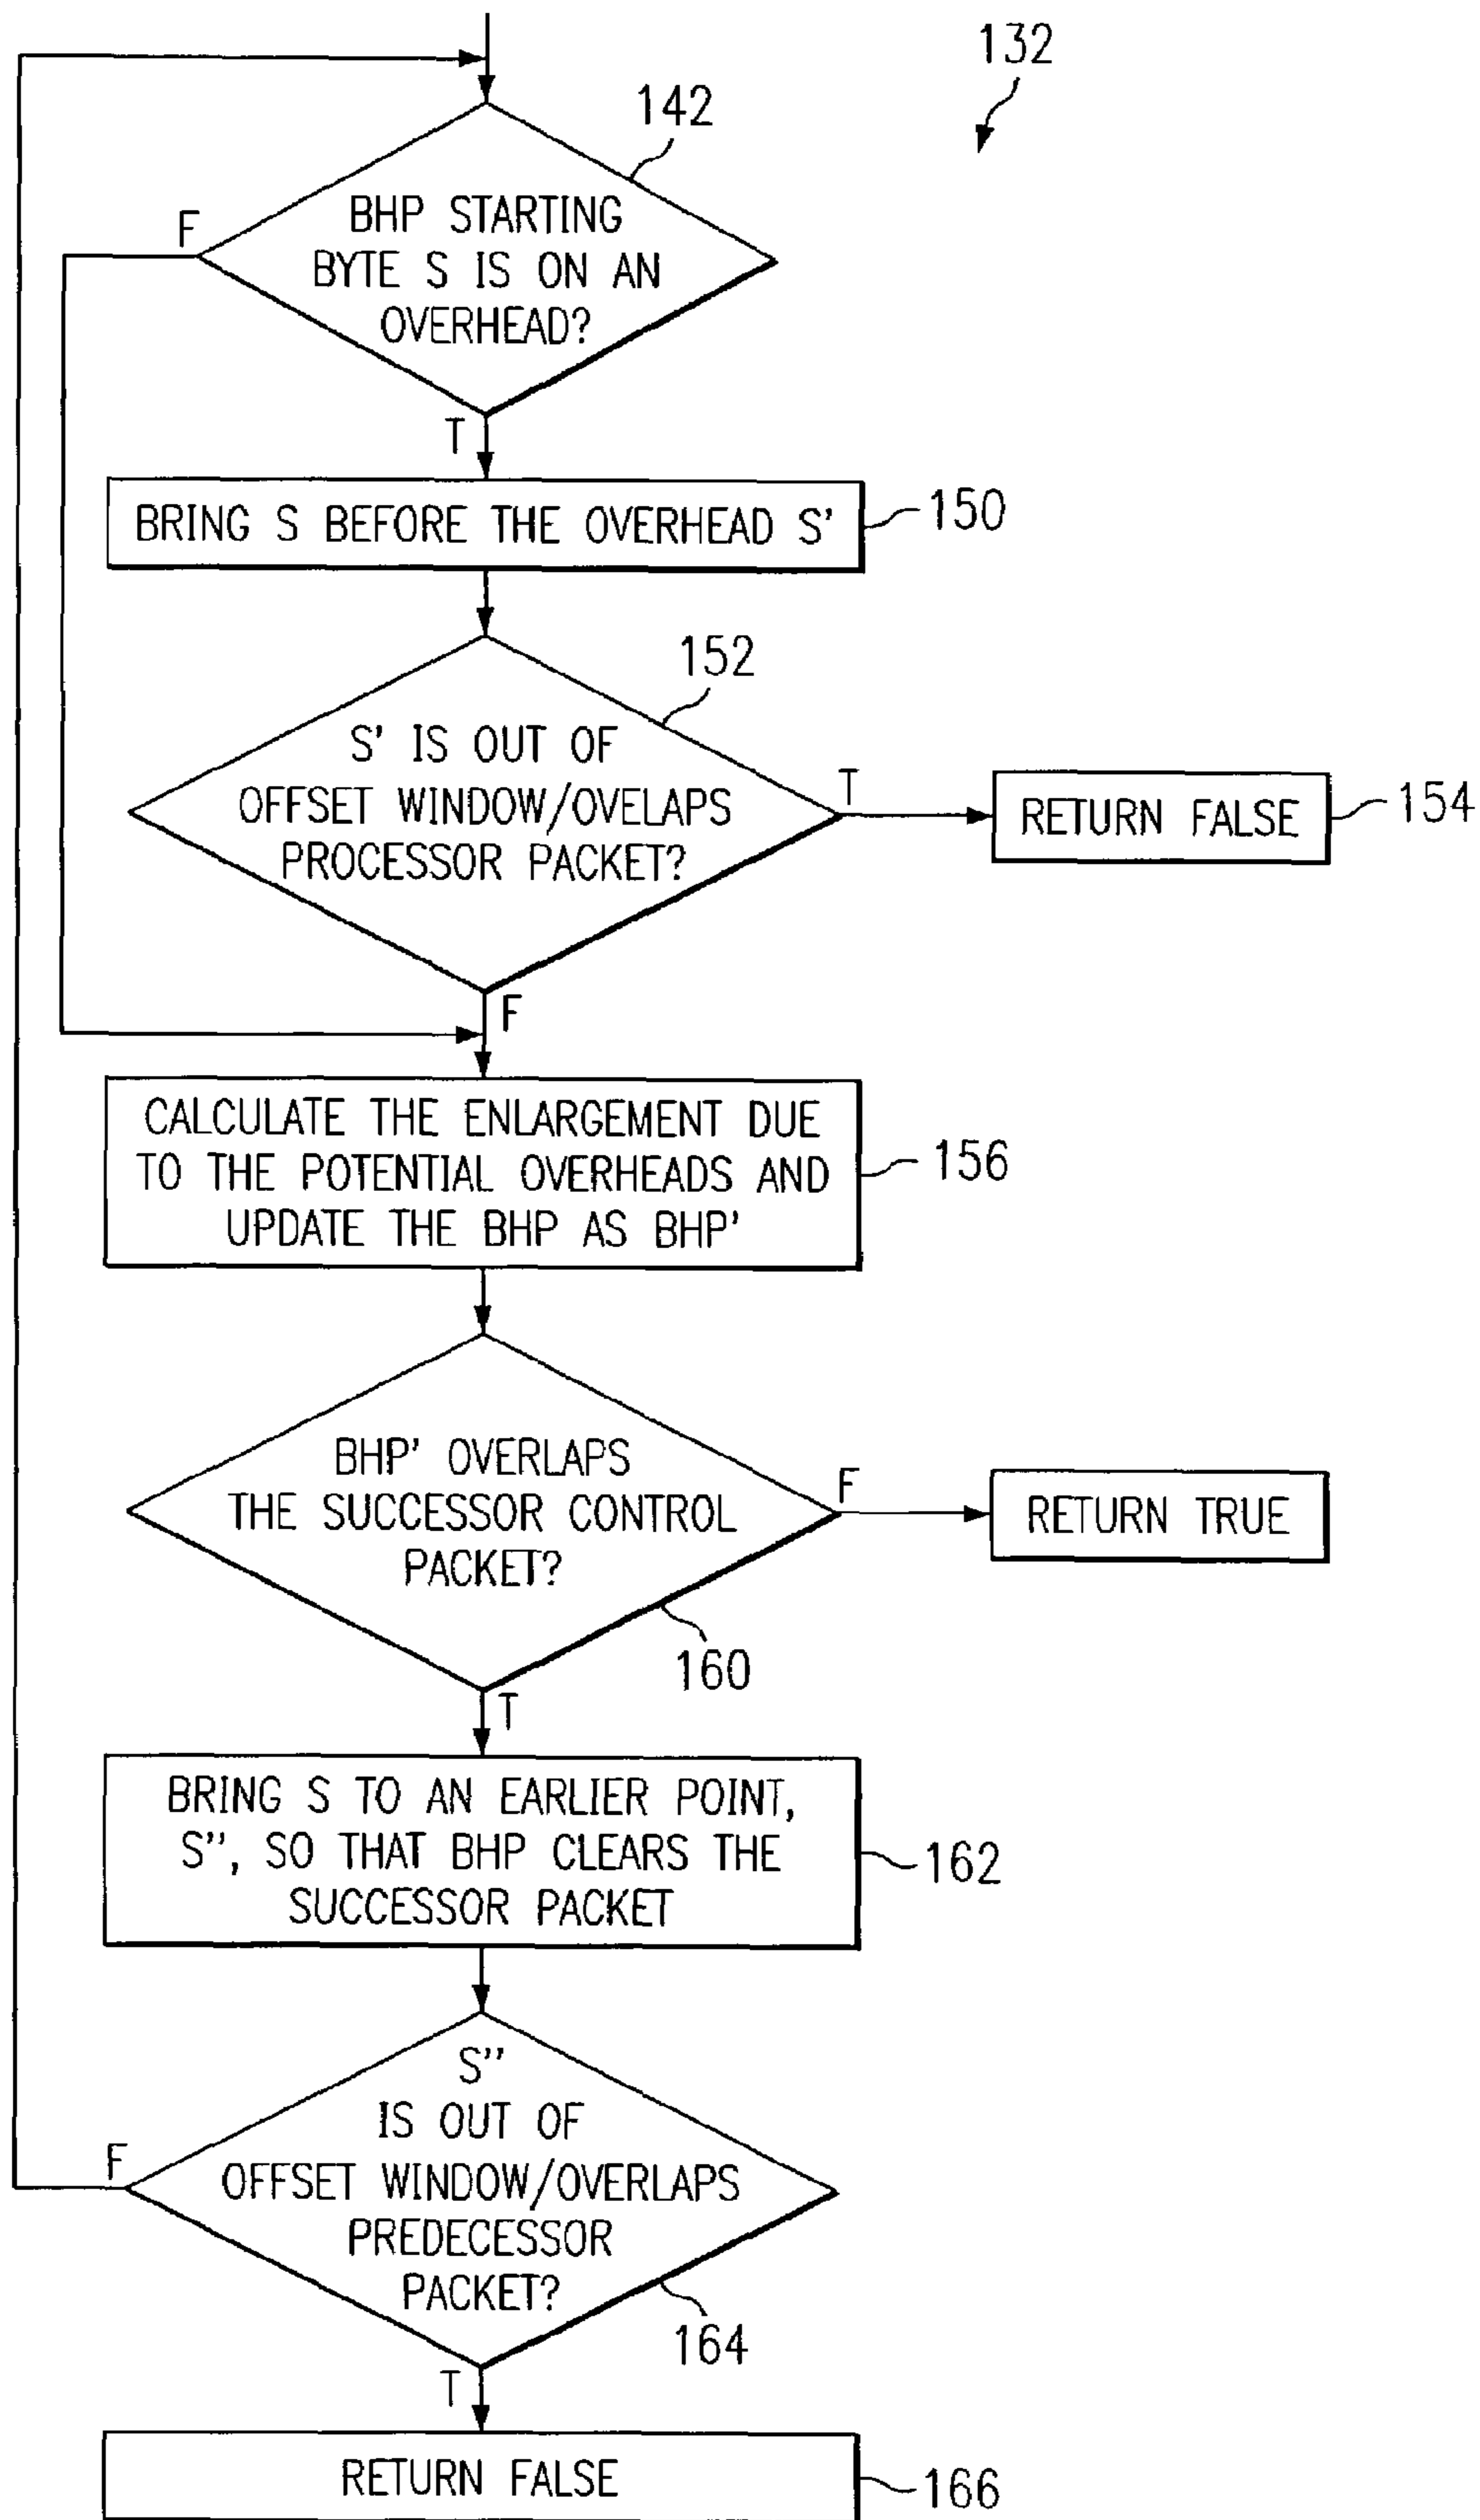 132
142
BHP STARTING
BYTE S IS ON AN
OVERHEAD?
F
T
BRING S BEFORE THE OVERHEAD S'
150
152
S' IS OUT OF
OFFSET WINDOW/OVELAPS
PROCESSOR PACKET?
T
RETURN FALSE
154
F
CALCULATE THE ENLARGEMENT DUE
TO THE POTENTIAL OVERHEADS AND
UPDATE THE BHP AS BHP'
156
BHP' OVERLAPS
THE SUCCESSOR CONTROL
PACKET?
F
RETURN TRUE
160
T
BRING S TO AN EARLIER POINT,
S'', SO THAT BHP CLEARS THE
SUCCESSOR PACKET
162
S''
IS OUT OF
OFFSET WINDOW/OVERLAPS
PREDECESSOR
PACKET?
F
164
T
RETURN FALSE
166